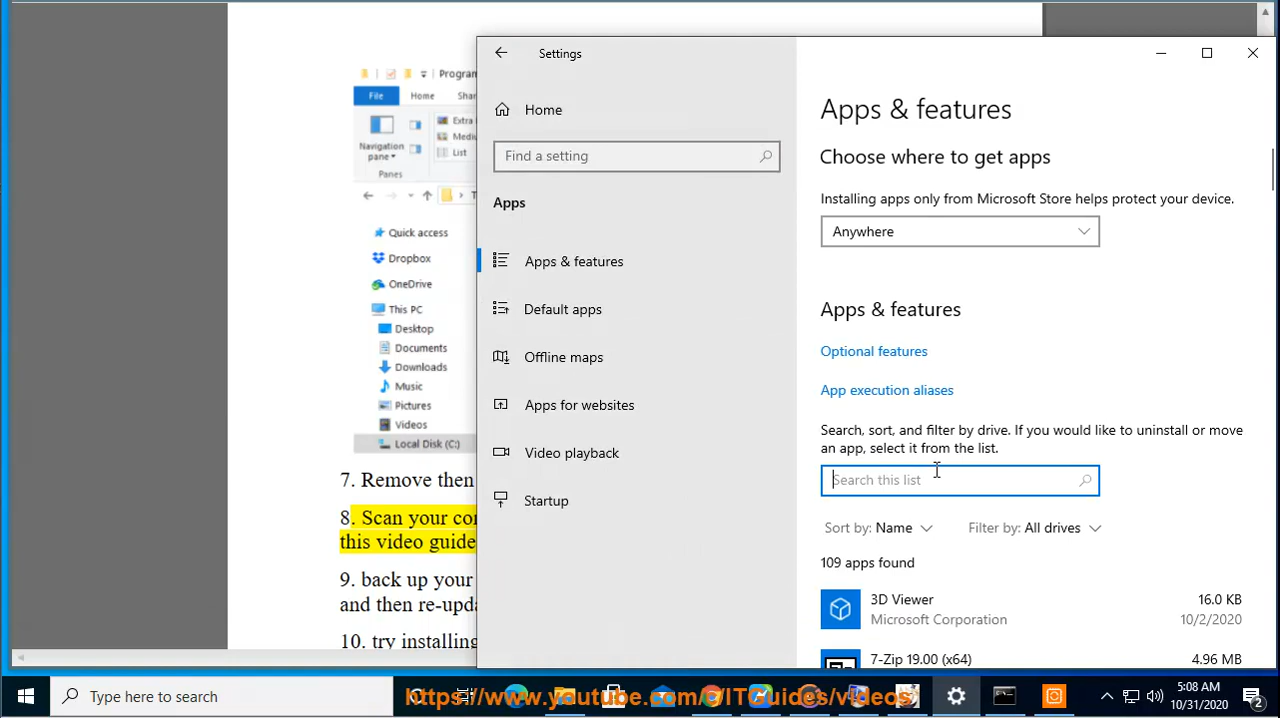 Program
File
Home
Shar
Extra
Medi
List
Navigation
pane
Panes
Quick access
Dropbox
OneDrive
This PC
Desktop
Documents
Downloads
Music
Pictures
Videos
Local Disk (C:)
7. Remove then
8. Scan your con
this video guide
9. back up your
and then re-upda
10. try installing
Settings
Home
Find a setting
Apps
Apps & features
Default apps
Offline maps
Apps for websites
Video playback
Startup
Apps & features
Choose where to get apps
Installing apps only from Microsoft Store helps protect your device.
Anywhere
Apps & features
Optional features
App execution aliases
Search, sort, and filter by drive. If you would like to uninstall or move
an app, select it from the list.
Search this list
Sort by: Name Filter by: All drives
109 apps found
3D Viewer 16.0 KB
Microsoft Corporation 10/2/2020
7-Zip 19.00 (x64) 4.96 MB
Type here to search
https://www.youtube.com/c/ITGuides/videos
5:08 AM
10/31/2020
2